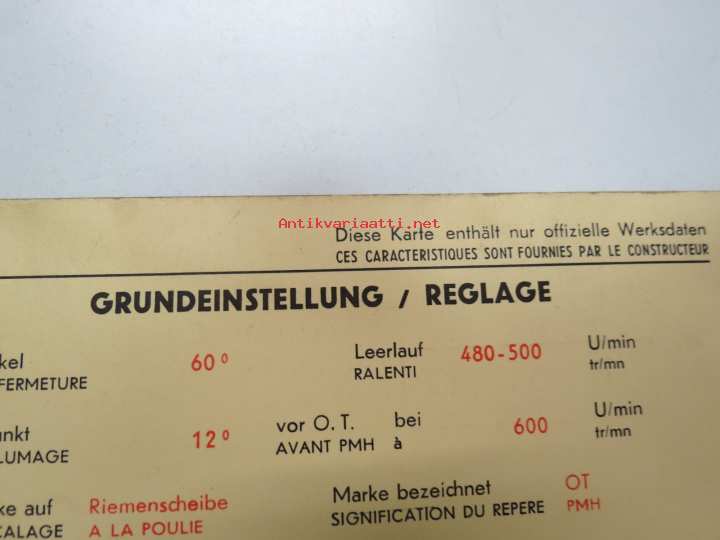 Antikvariaatti.net
Diese Karte enthält nur offizielle Werksdaten
CES CARACTERISTIQUES SONT FOURNIES PAR LE CONSTRUCTEUR
GRUNDEINSTELLUNG / REGLAGE
kel 60° Leerlauf 480-500 U/min
FERMETURE RALENTI tr/mn
nkt 12° vor O.T. bei 600 U/min
LUMAGE AVANT PMH à tr/mn
ke auf Riemenscheibe Marke bezeichnet OT
CALAGE A LA POULIE SIGNIFICATION DU REPERE PMH